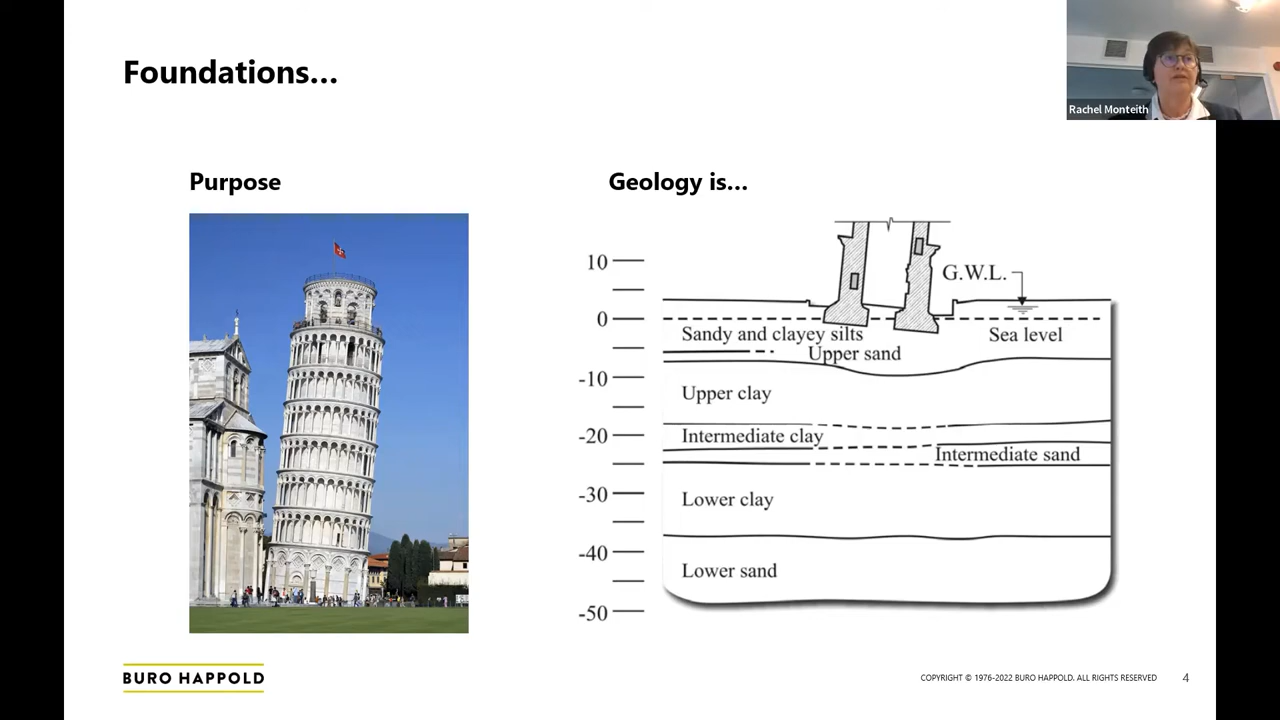 Foundations…
Rachel Monteith
Purpose
Geology is…
10
0
-10
-20
-30
-40
-50
G.W.L.
Sandy and clayey silts
Sea level
Upper sand
Upper clay
Intermediate clay
Intermediate sand
Lower clay
Lower sand
BURO HAPPOLD
COPYRIGHT © 1976-2022 BURO HAPPOLD. ALL RIGHTS RESERVED
4